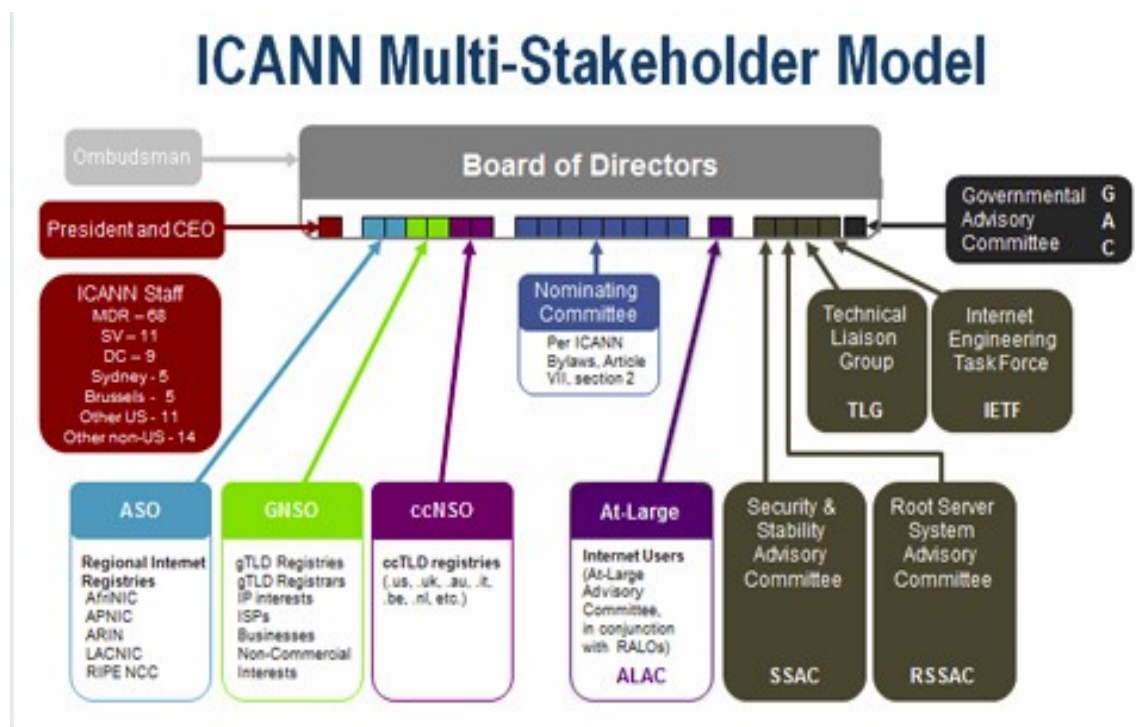 ICANN Multi-Stakeholder Model
Ombudsman
Board of Directors
President and CEO
Governmental
Advisory
Committee
G
A
C
ICANN Staff
MDR – 68
SV – 11
DC – 9
Sydney - 5
Brussels - 5
Other US - 11
Other non-US - 14
Nominating
Committee
Per ICANN
Bylaws, Article
VII, section 2
Technical
Liaison
Group
TLG
Internet
Engineering
Task Force
IETF
ASO
Regional Internet
Registries
AfriNIC
APNIC
ARIN
LACNIC
RIPE NCC
GNSO
gTLD Registries
gTLD Registrars
IP interests
ISPs
Businesses
Non-Commercial
Interests
ccNSO
ccTLD registries
(.us, .uk, .au, .it,
.be, .nl, etc.)
At-Large
Internet Users
(At-Large
Advisory
Committee,
in conjunction
with RALOs)
ALAC
Security &
Stability
Advisory
Committee
SSAC
Root Server
System
Advisory
Committee
RSSAC